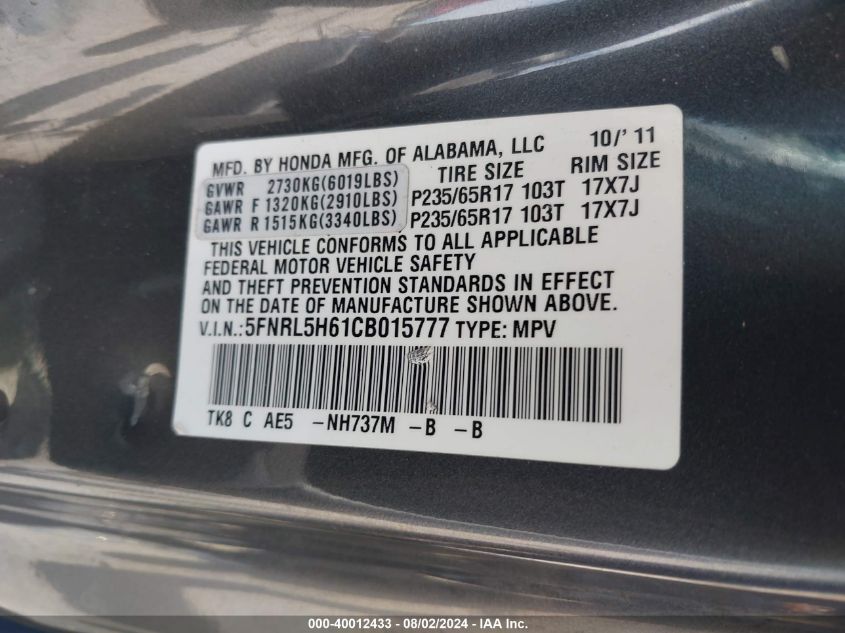 MFD. BY HONDA MFG. OF ALABAMA, LLC 10/'11
GVWR 2730KG(6019LBS) TIRE SIZE RIM SIZE
GAWR F 1320KG(2910LBS) P235/65R17 103T 17X7J
GAWR R 1515KG(3340LBS) P235/65R17 103T 17X7J
THIS VEHICLE CONFORMS TO ALL APPLICABLE
FEDERAL MOTOR VEHICLE SAFETY
AND THEFT PREVENTION STANDARDS IN EFFECT
ON THE DATE OF MANUFACTURE SHOWN ABOVE.
V.I.N.: 5FNRL5H61CB015777 TYPE: MPV
TK8 C AE5 -NH737M -B -B
000-40012433 - 08/02/2024 - IAA Inc.